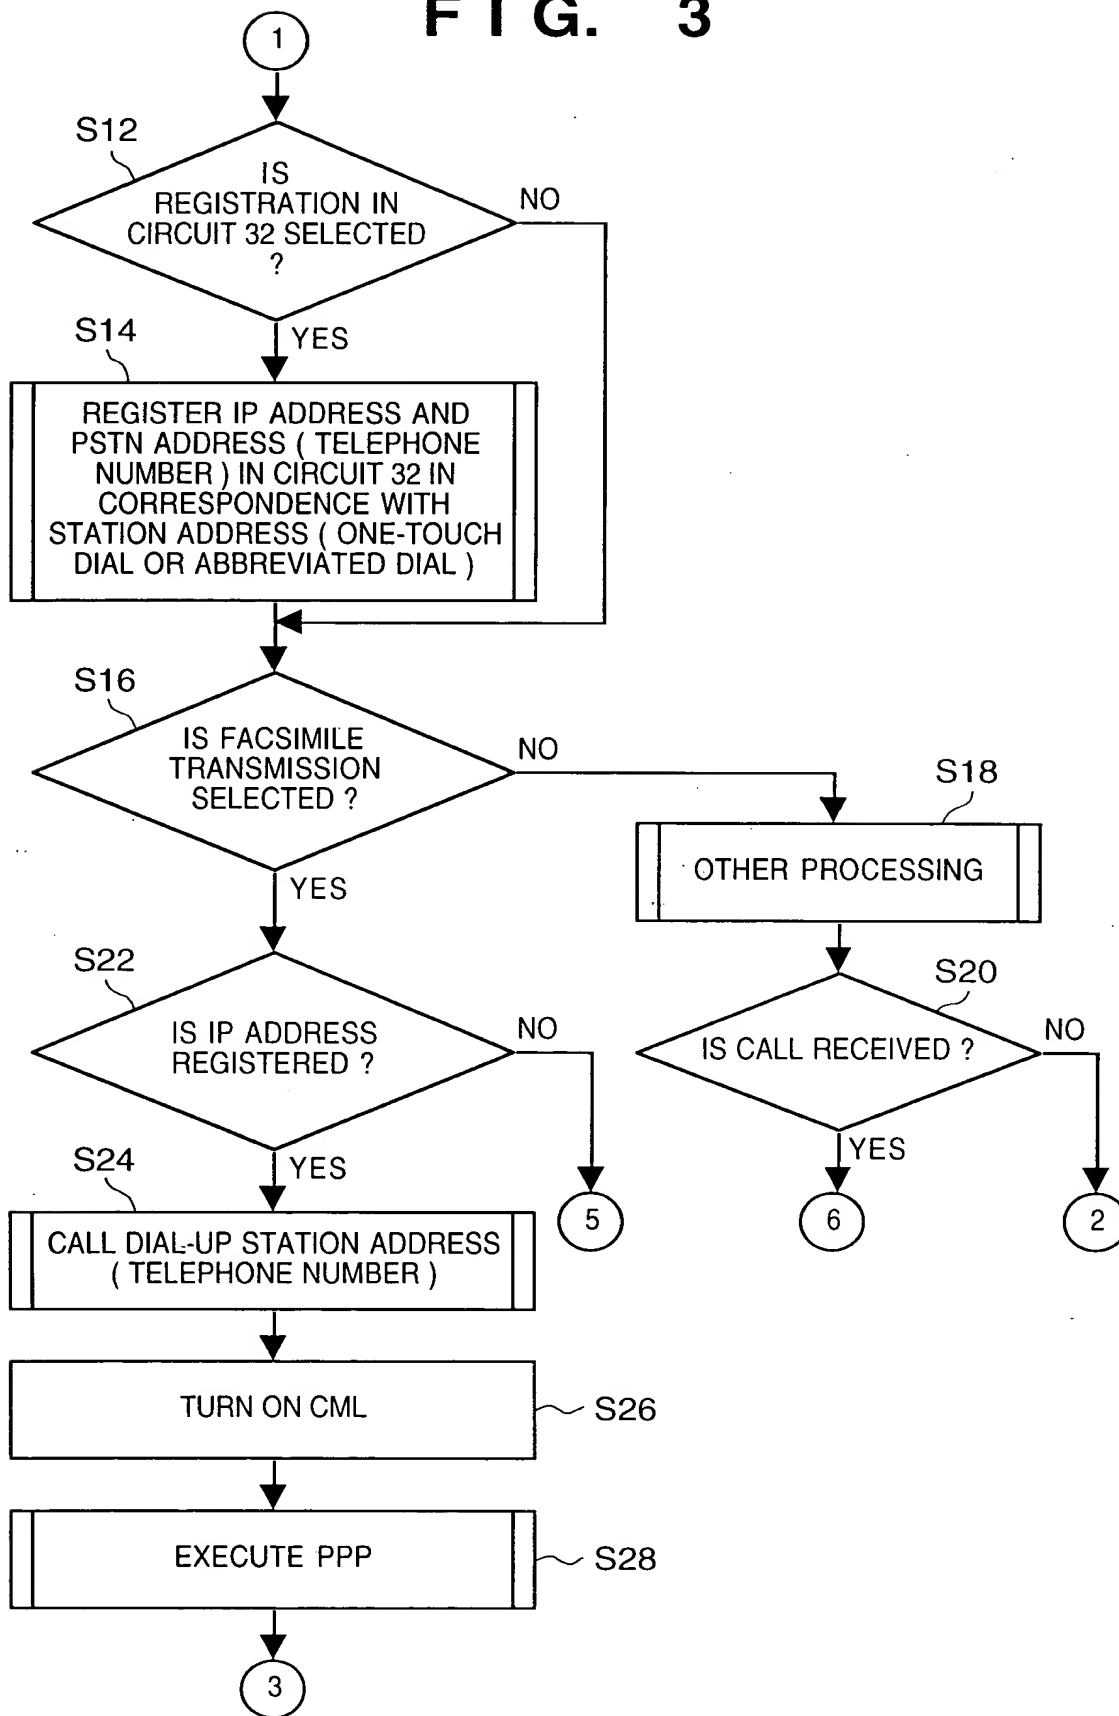 FIG. 3
1
S12
IS
REGISTRATION IN
CIRCUIT 32 SELECTED
?
NO
YES
S14
REGISTER IP ADDRESS AND
PSTN ADDRESS ( TELEPHONE
NUMBER ) IN CIRCUIT 32 IN
CORRESPONDENCE WITH
STATION ADDRESS ( ONE-TOUCH
DIAL OR ABBREVIATED DIAL )
S16
IS FACSIMILE
TRANSMISSION
SELECTED ?
NO
YES
S18
OTHER PROCESSING
S20
IS CALL RECEIVED ?
NO
YES
6
2
S22
IS IP ADDRESS
REGISTERED ?
NO
5
YES
S24
CALL DIAL-UP STATION ADDRESS
( TELEPHONE NUMBER )
TURN ON CML
S26
EXECUTE PPP
S28
3